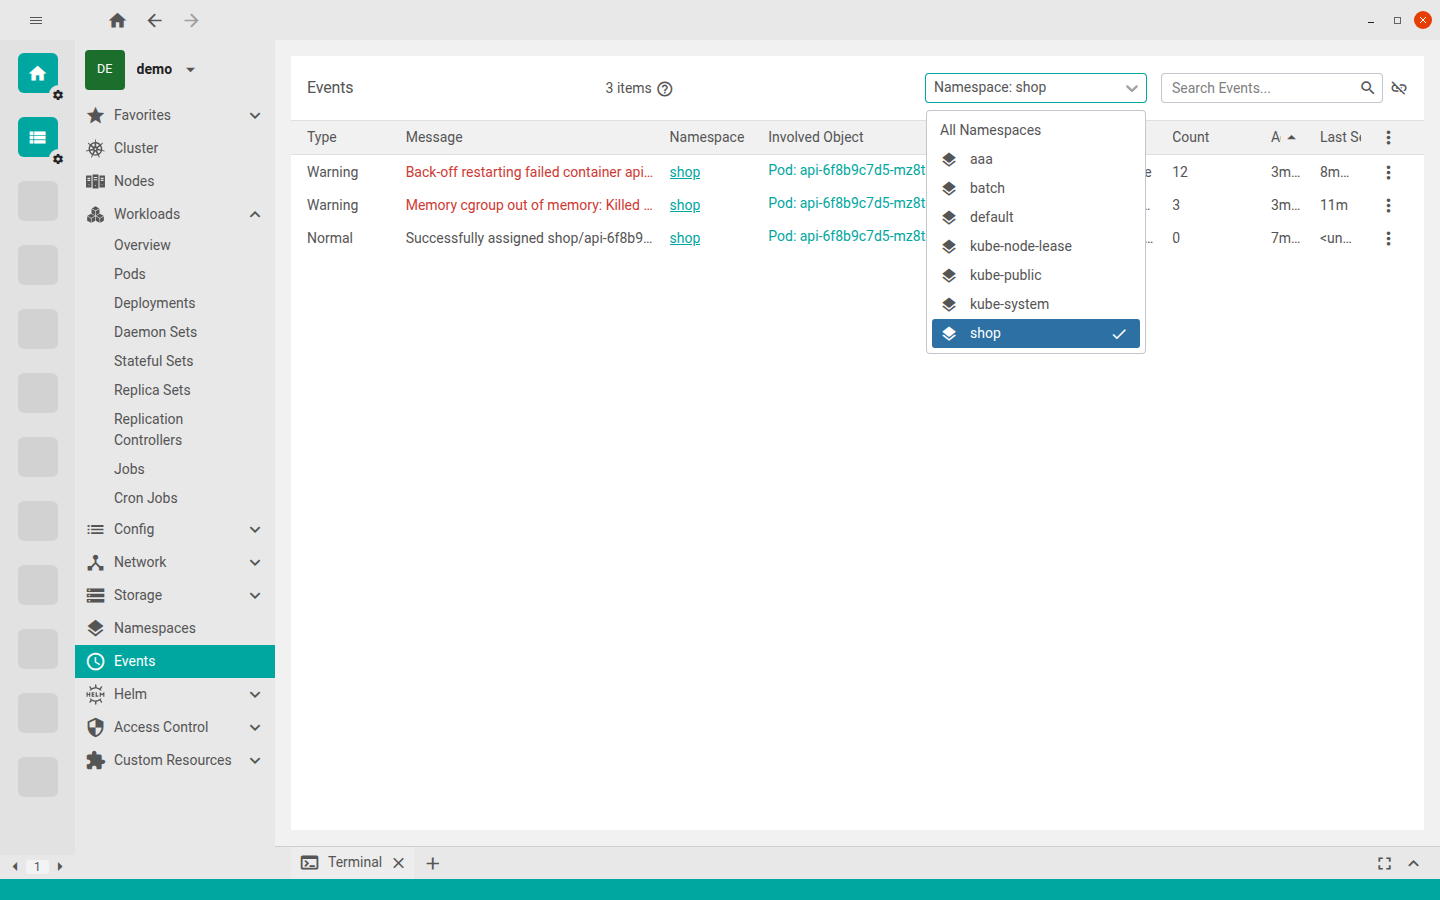 DE demo
Favorites
Cluster
Nodes
Workloads
Overview
Pods
Deployments
Daemon Sets
Stateful Sets
Replica Sets
Replication
Controllers
Jobs
Cron Jobs
Config
Network
Storage
Namespaces
Events
HELM Helm
Access Control
Custom Resources
1
Events 3 items Namespace: shop Search Events...
Type Message Namespace Involved Object Count Last
Warning Back-off restarting failed container api... shop Pod: api-6f8b9c7d5-mz8t 12 3m... 8m...
Warning Memory cgroup out of memory: Killed ... shop Pod: api-6f8b9c7d5-mz8t 3 3m... 11m
Normal Successfully assigned shop/api-6f8b9... shop Pod: api-6f8b9c7d5-mz8t 0 7m... <un...
All Namespaces
aaa
batch
default
kube-node-lease
kube-public
kube-system
shop
Terminal